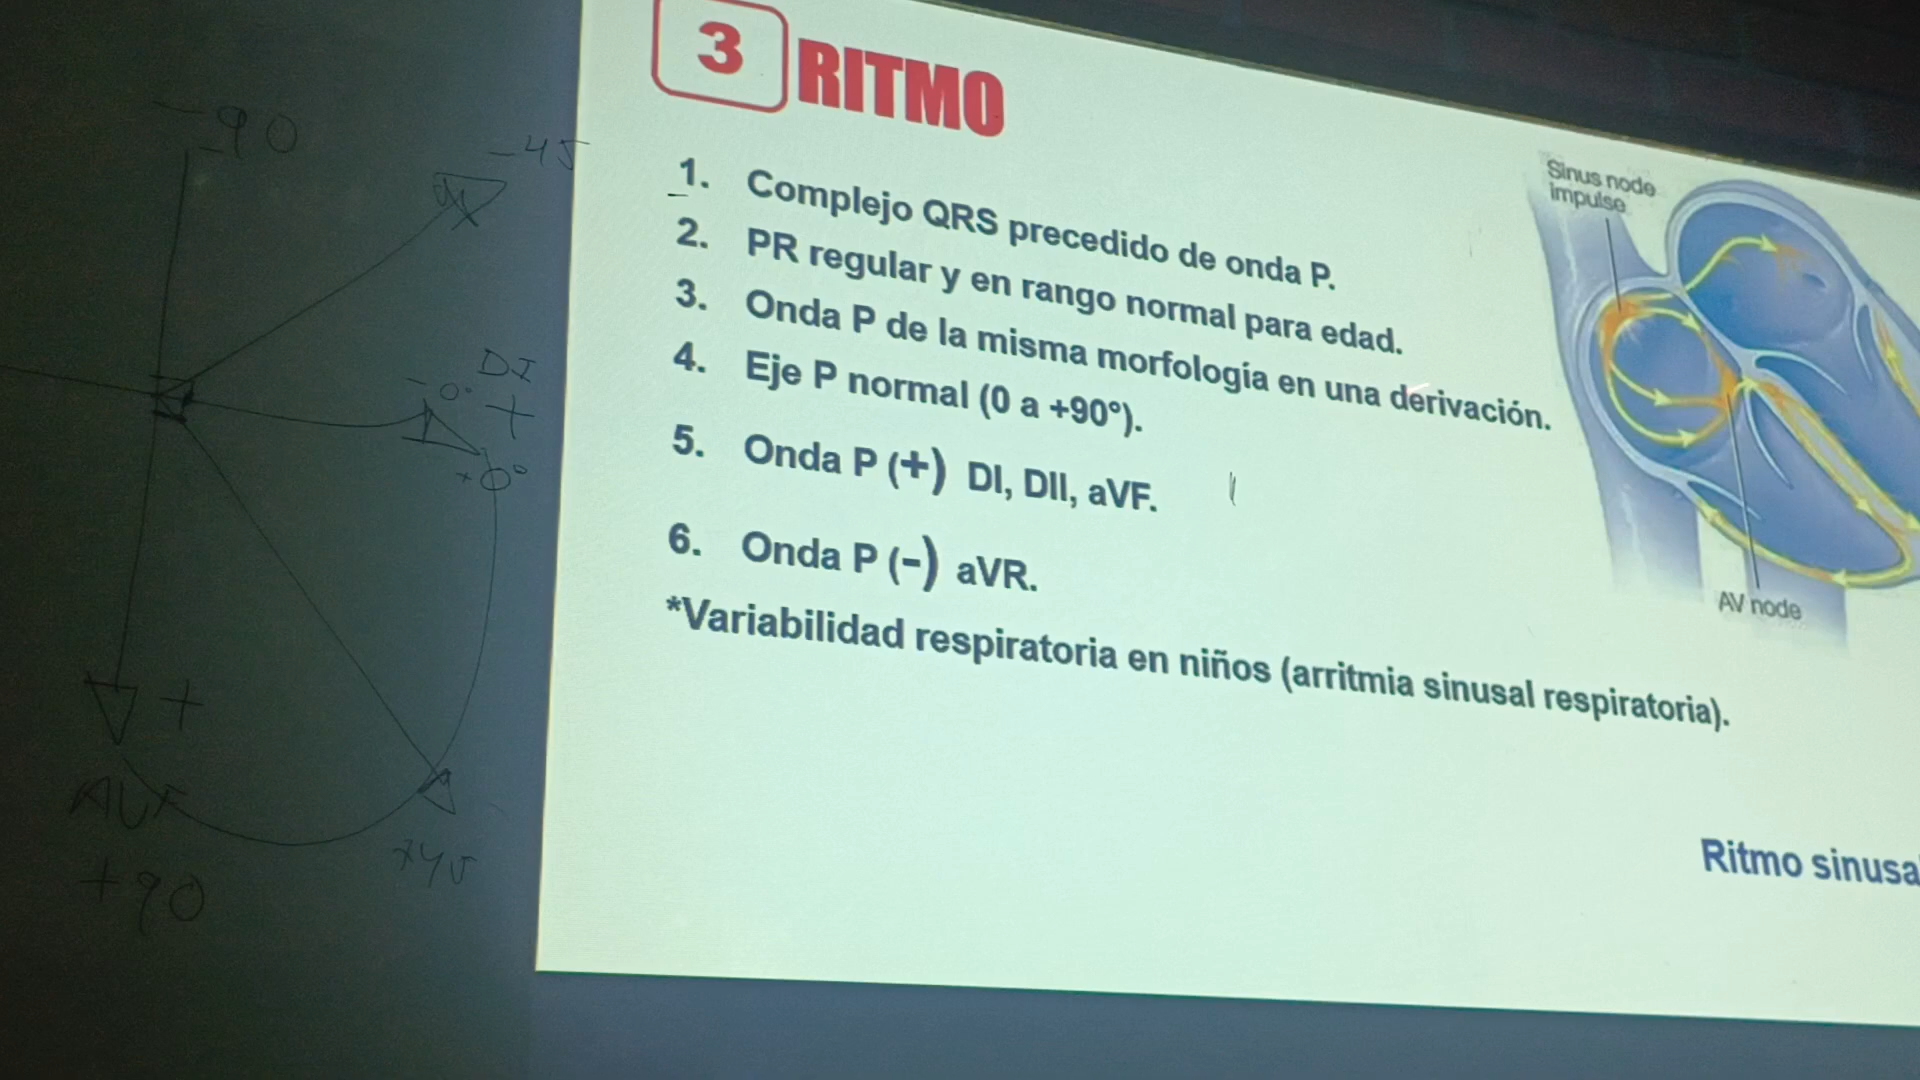 3 RITMO
1. Complejo QRS precedido de onda P.
2. PR regular y en rango normal para edad.
3. Onda P de la misma morfología en una derivación.
4. Eje P normal (0 a +90°).
5. Onda P (+) DI, DII, aVF.
6. Onda P (-) aVR.
*Variabilidad respiratoria en niños (arritmia sinusal respiratoria).
Sinus node
impulse
AV node
Ritmo sinusa
-90
-45
DI
-0° +
+0°
+
AVF
+90